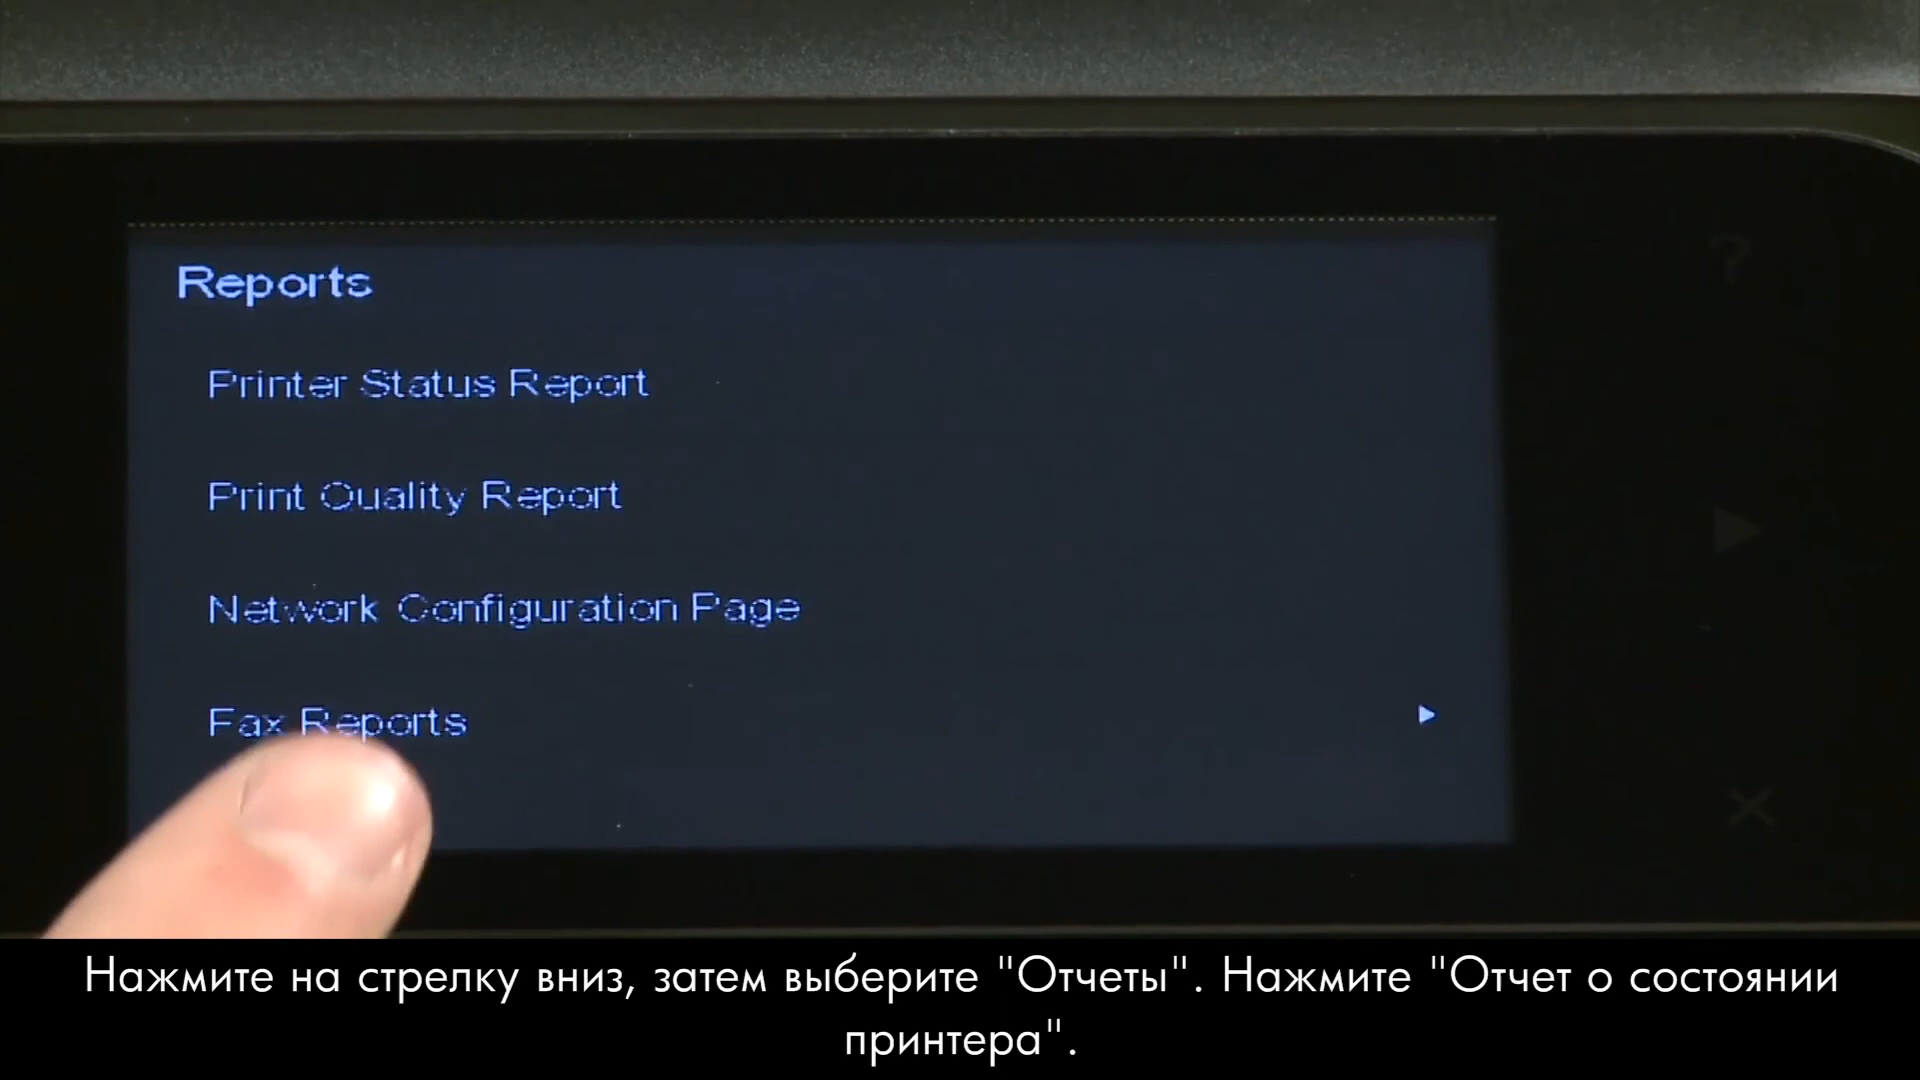 Reports
Printer Status Report
Print Quality Report
Network Configuration Page
Fax Reports
Нажмите на стрелку вниз, затем выберите "Отчеты". Нажмите "Отчет о состоянии
принтера".